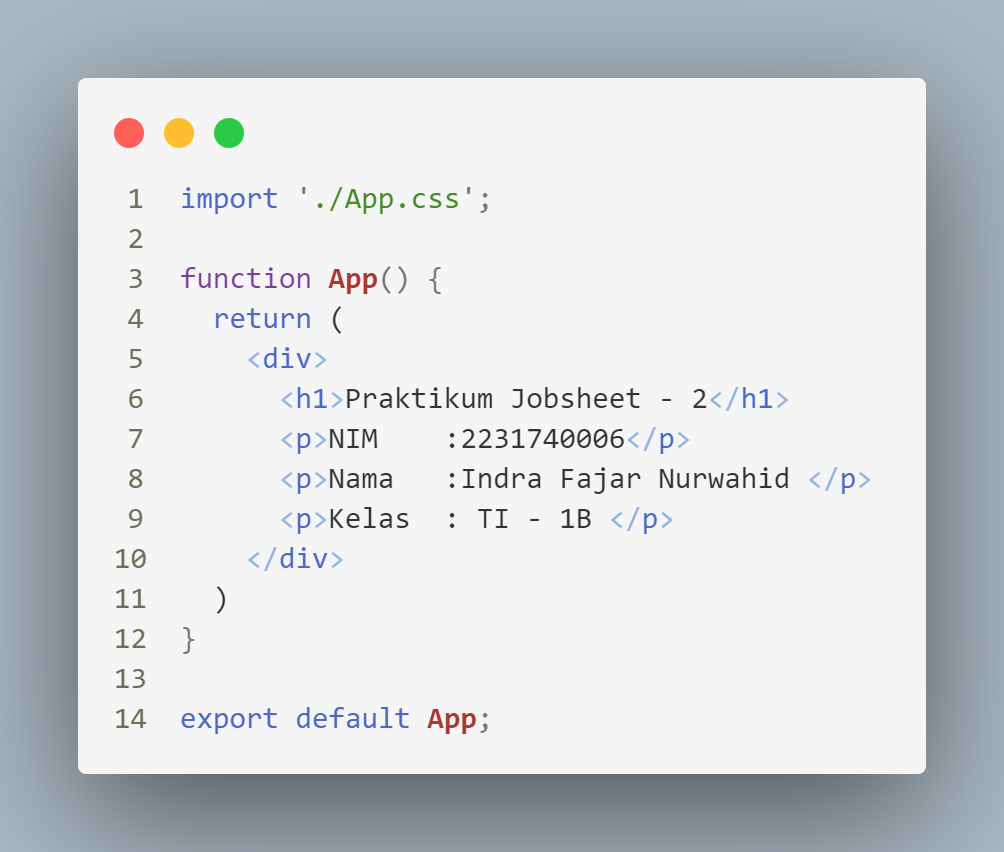 1 import './App.css';
2
3 function App() {
4   return (
5     <div>
6       <h1>Praktikum Jobsheet - 2</h1>
7       <p>NIM    :2231740006</p>
8       <p>Nama   :Indra Fajar Nurwahid </p>
9       <p>Kelas  : TI - 1B </p>
10     </div>
11   )
12 }
13
14 export default App;